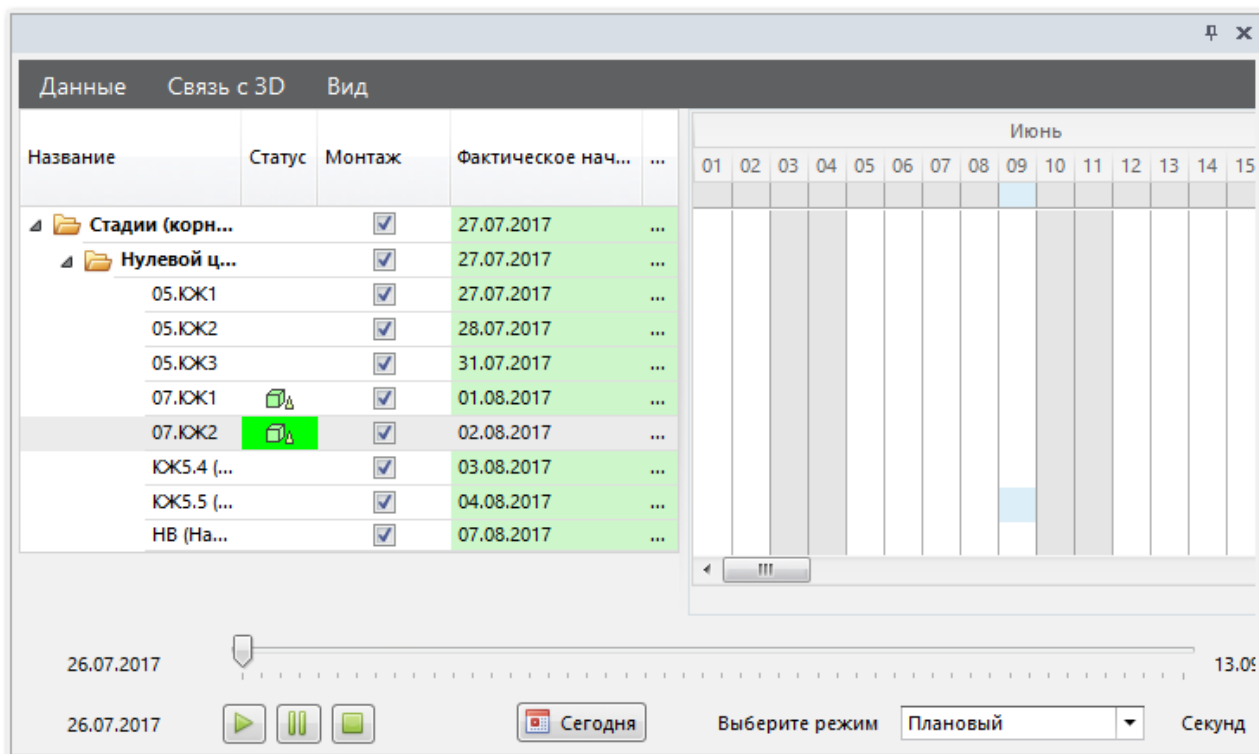 Данные Связь с 3D Вид
Июнь
Название Статус Монтаж Фактическое нач... ...
01 02 03 04 05 06 07 08 09 10 11 12 13 14 15
Стадии (корн... 27.07.2017 ...
Нулевой ц... 27.07.2017 ...
05.КЖ1 27.07.2017 ...
05.КЖ2 28.07.2017 ...
05.КЖ3 31.07.2017 ...
07.КЖ1 01.08.2017 ...
07.КЖ2 02.08.2017 ...
КЖ5.4 (... 03.08.2017 ...
КЖ5.5 (... 04.08.2017 ...
НВ (На... 07.08.2017 ...
26.07.2017 13.09
26.07.2017 Сегодня Выберите режим Плановый Секунд